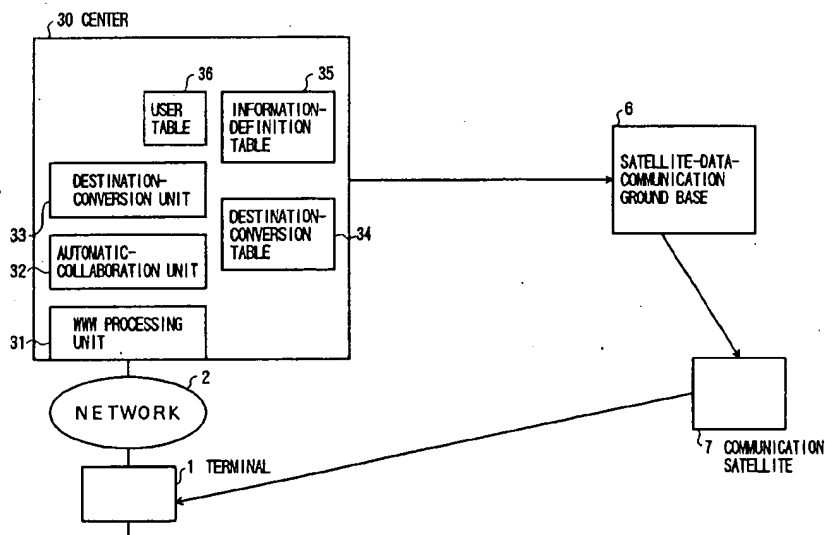 30 CENTER
36
35
USER
TABLE
INFORMATION-
DEFINITION
TABLE
6
SATELLITE-DATA-
COMMUNICATION
GROUND BASE
DESTINATION-
CONVERSION UNIT
33
DESTINATION-
CONVERSION
TABLE
34
AUTOMATIC-
COLLABORATION UNIT
32
WWW PROCESSING
UNIT
31
2
NETWORK
1 TERMINAL
7 COMMUNICATION
SATELLITE